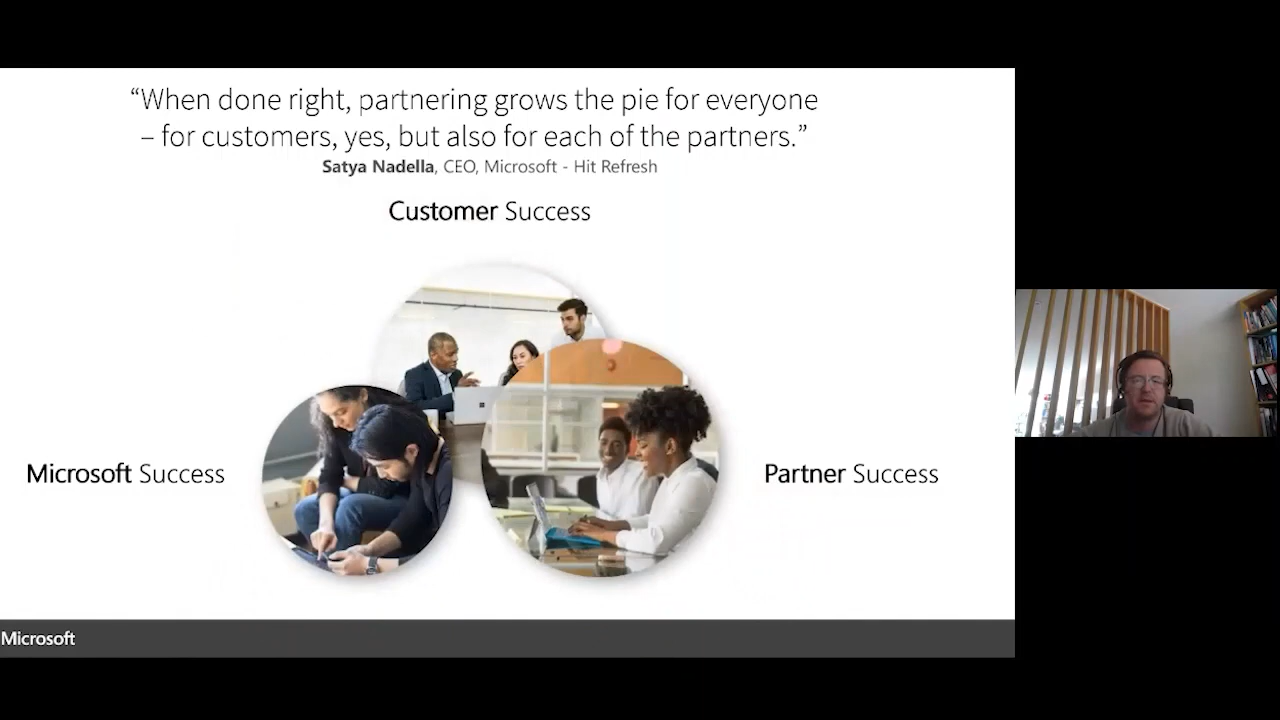 “When done right, partnering grows the pie for everyone
– for customers, yes, but also for each of the partners.”
Satya Nadella, CEO, Microsoft - Hit Refresh
Customer Success
Microsoft Success
Partner Success
Microsoft